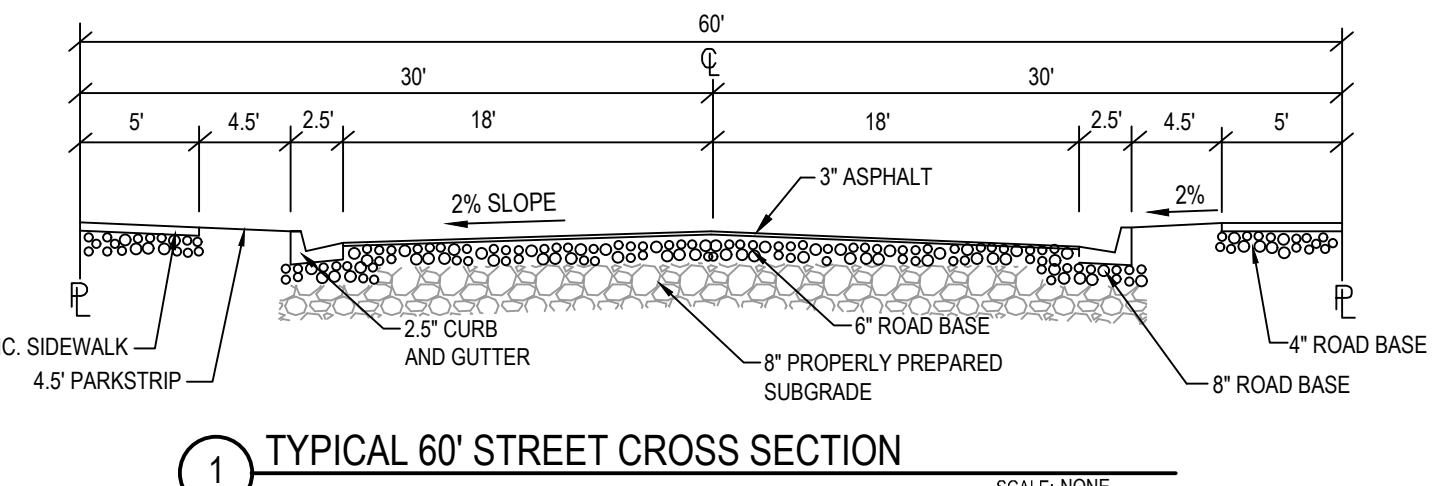 60'
℄
30' 30'
5' 4.5' 2.5' 18' 18' 2.5' 4.5' 5'
3" ASPHALT
2% SLOPE
2%
PL
PL
2.5" CURB
AND GUTTER
6" ROAD BASE
C. SIDEWALK
4" ROAD BASE
4.5' PARKSTRIP
8" PROPERLY PREPARED
SUBGRADE
8" ROAD BASE
1
TYPICAL 60' STREET CROSS SECTION
SCALE: NONE